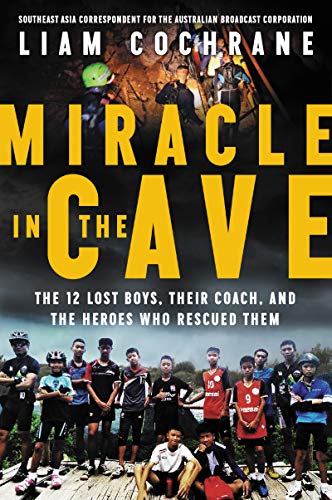 SOUTHEAST ASIA CORRESPONDENT FOR THE AUSTRALIAN BROADCAST CORPORATION
LIAM COCHRANE
MIRACLE
IN THE CAVE
THE 12 LOST BOYS, THEIR COACH, AND
THE HEROES WHO RESCUED THEM